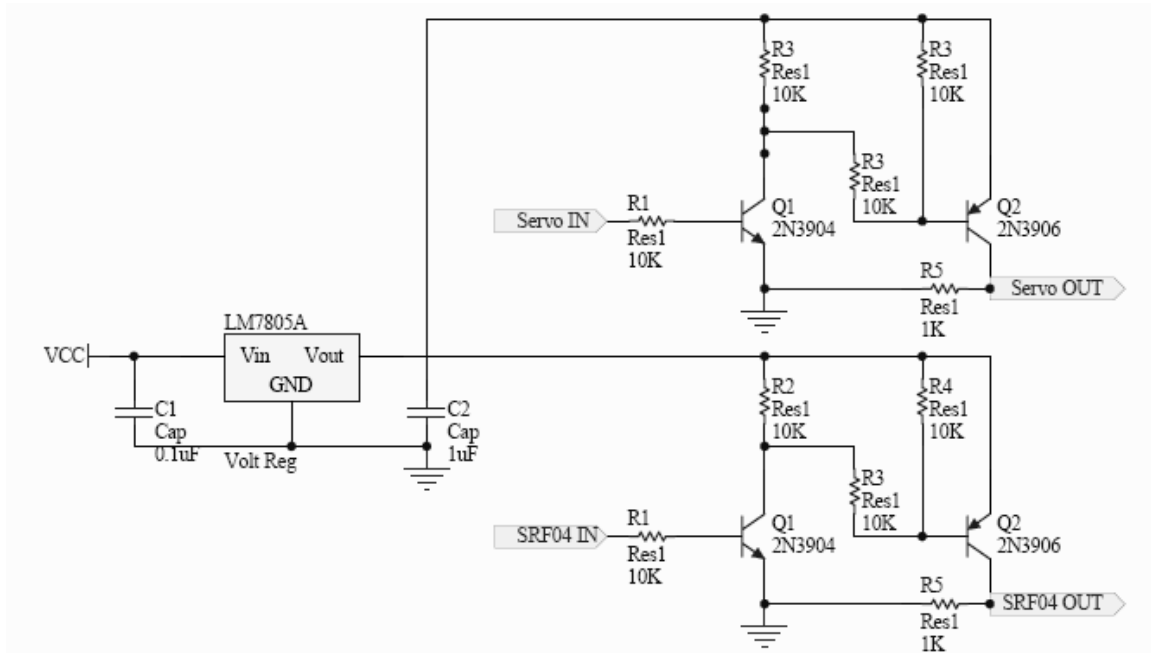 R3
Res1
10K
R3
Res1
10K
R3
Res1
10K
Servo IN
R1
Res1
10K
Q1
2N3904
Q2
2N3906
R5
Res1
1K
Servo OUT
LM7805A
VCC
Vin
Vout
GND
C1
Cap
0.1uF
Volt Reg
C2
Cap
1uF
R2
Res1
10K
R4
Res1
10K
R3
Res1
10K
SRF04 IN
R1
Res1
10K
Q1
2N3904
Q2
2N3906
R5
Res1
1K
SRF04 OUT